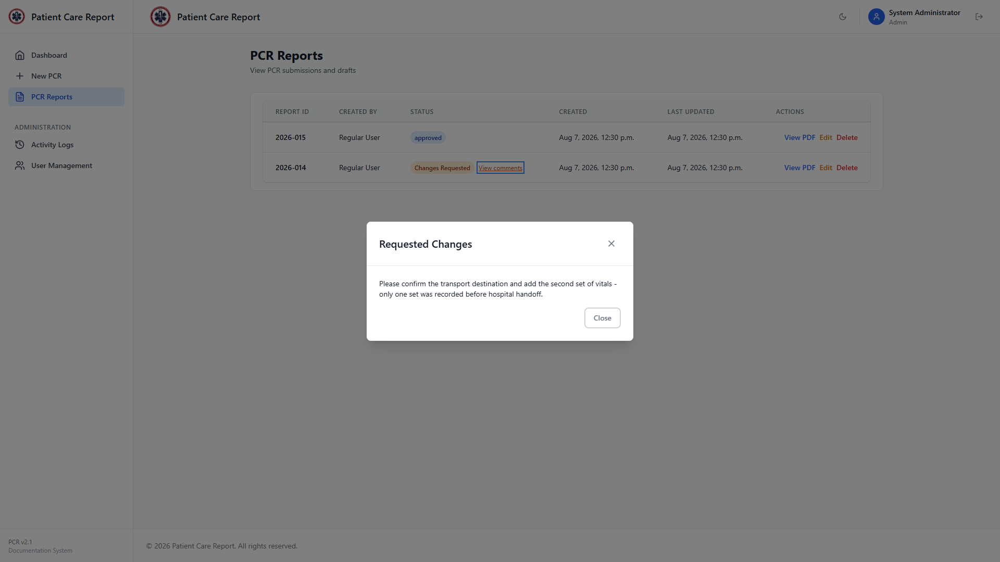 Patient Care Report
Patient Care Report
System Administrator
Admin
Dashboard
New PCR
PCR Reports
ADMINISTRATION
Activity Logs
User Management
PCR Reports
View PCR submissions and drafts
REPORT ID CREATED BY STATUS CREATED LAST UPDATED ACTIONS
2026-015 Regular User approved Aug 7, 2026, 12:30 p.m. Aug 7, 2026, 12:30 p.m. View PDF Edit Delete
2026-014 Regular User Changes Requested View comments Aug 7, 2026, 12:30 p.m. Aug 7, 2026, 12:30 p.m. View PDF Edit Delete
Requested Changes
Please confirm the transport destination and add the second set of vitals -
only one set was recorded before hospital handoff.
Close
PCR v2.1
Documentation System
© 2026 Patient Care Report. All rights reserved.